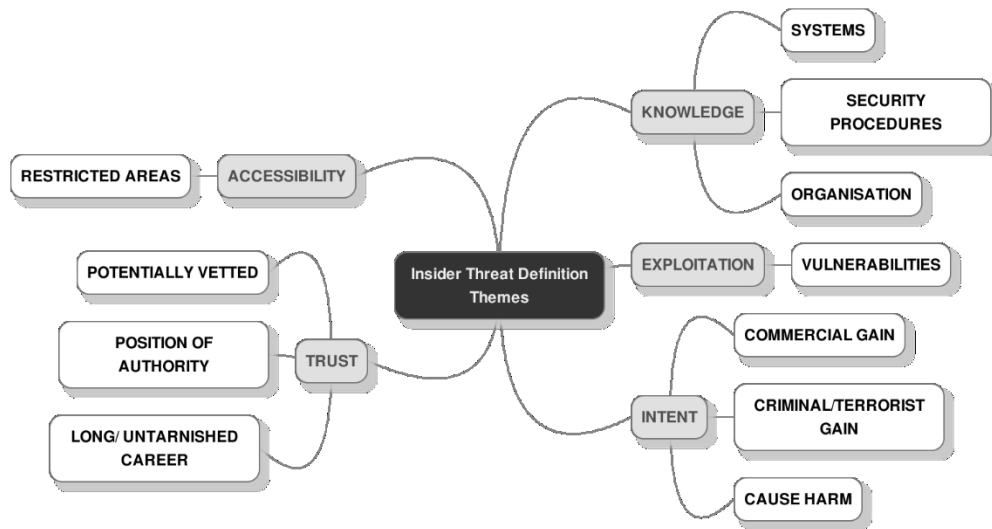 SYSTEMS
KNOWLEDGE
SECURITY
PROCEDURES
ORGANISATION
RESTRICTED AREAS
ACCESSIBILITY
Insider Threat Definition
Themes
EXPLOITATION
VULNERABILITIES
POTENTIALLY VETTED
POSITION OF
AUTHORITY
TRUST
LONG/ UNTARNISHED
CAREER
COMMERCIAL GAIN
INTENT
CRIMINAL/TERRORIST
GAIN
CAUSE HARM